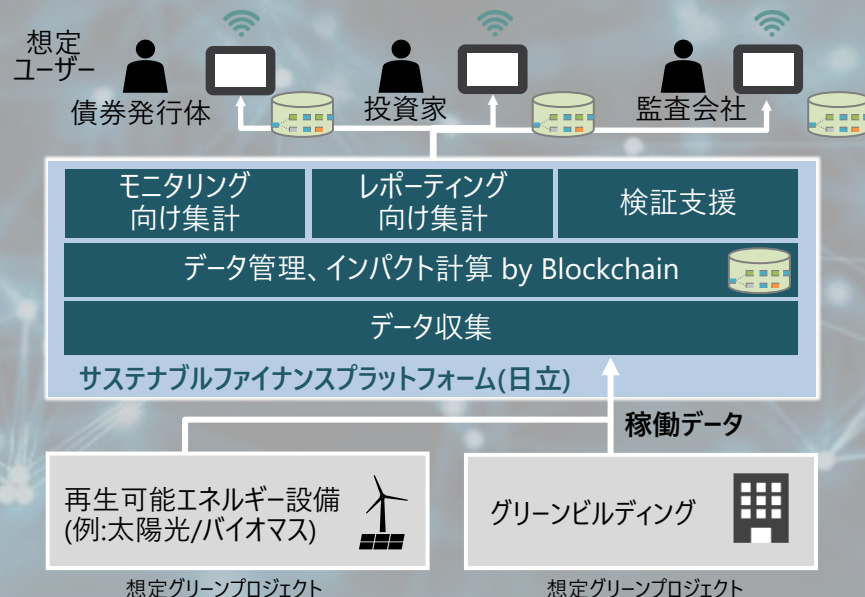 想定
ユーザー
債券発行体
投資家
監査会社
モニタリング
向け集計
レポーティング
向け集計
検証支援
データ管理、インパクト計算 by Blockchain
データ収集
サステナブルファイナンスプラットフォーム(日立)
稼働データ
再生可能エネルギー設備
(例:太陽光/バイオマス)
グリーンビルディング
想定グリーンプロジェクト
想定グリーンプロジェクト